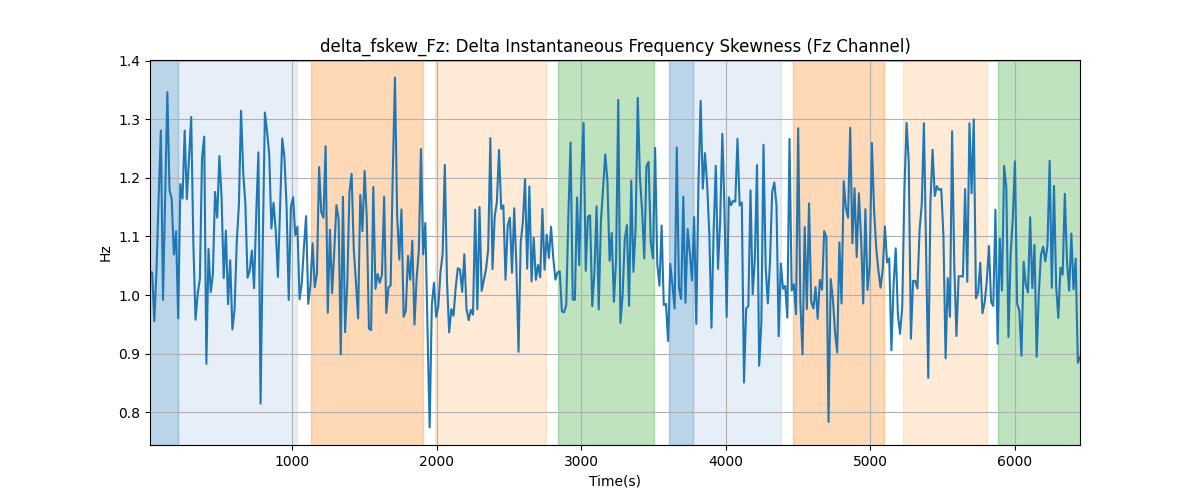 delta_fskew_Fz: Delta Instantaneous Frequency Skewness (Fz Channel)
1.4
1.3
1.2
1.1
1.0
0.9
0.8
Hz
1000 2000 3000 4000 5000 6000
Time(s)